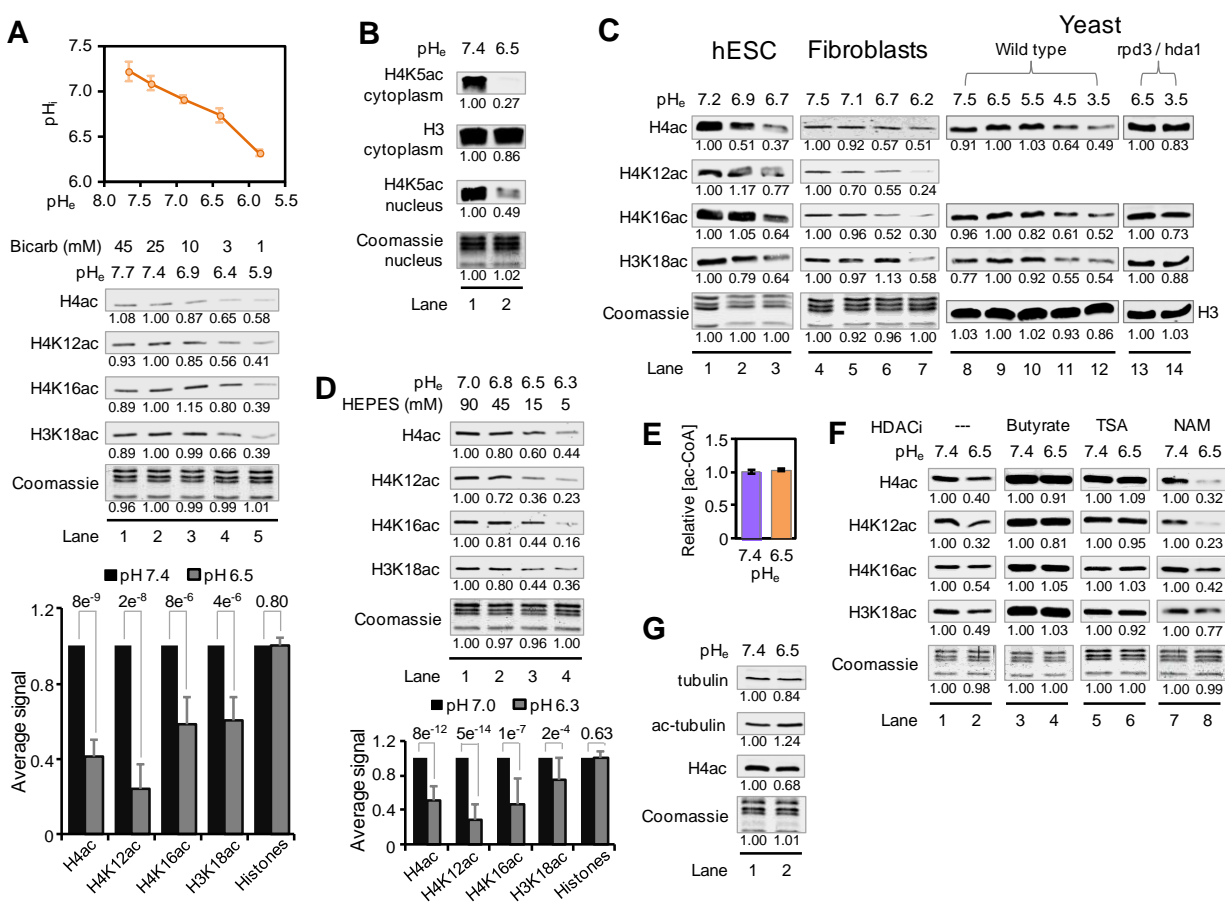 A
7.5
7.0
6.5
6.0
pHi
8.0 7.5 7.0 6.5 6.0 5.5
pHe
Bicarb (mM) 45 25 10 3 1
pHe 7.7 7.4 6.9 6.4 5.9
H4ac
1.08 1.00 0.87 0.65 0.58
H4K12ac
0.93 1.00 0.85 0.56 0.41
H4K16ac
0.89 1.00 1.15 0.80 0.39
H3K18ac
0.89 1.00 0.99 0.66 0.39
Coomassie
0.96 1.00 0.99 0.99 1.01
Lane 1 2 3 4 5
pH 7.4 pH 6.5
8e-9 2e-8 8e-6 4e-6 0.80
1.2
0.8
0.4
0
Average signal
H4ac H4K12ac H4K16ac H3K18ac Histones
B
pHe 7.4 6.5
H4K5ac
cytoplasm
1.00 0.27
H3
cytoplasm
1.00 0.86
H4K5ac
nucleus
1.00 0.49
Coomassie
nucleus
1.00 1.02
Lane 1 2
C
hESC Fibroblasts Yeast
Wild type rpd3 / hda1
pHe 7.2 6.9 6.7 7.5 7.1 6.7 6.2 7.5 6.5 5.5 4.5 3.5 6.5 3.5
H4ac
1.00 0.51 0.37 1.00 0.92 0.57 0.51 0.91 1.00 1.03 0.64 0.49 1.00 0.83
H4K12ac
1.00 1.17 0.77 1.00 0.70 0.55 0.24
H4K16ac
1.00 1.05 0.64 1.00 0.96 0.52 0.30 0.96 1.00 0.82 0.61 0.52 1.00 0.73
H3K18ac
1.00 0.79 0.64 1.00 0.97 1.13 0.58 0.77 1.00 0.92 0.55 0.54 1.00 0.88
Coomassie H3
1.00 1.00 1.00 1.00 0.92 0.96 1.00 1.03 1.00 1.02 0.93 0.86 1.00 1.03
Lane 1 2 3 4 5 6 7 8 9 10 11 12 13 14
D
pHe 7.0 6.8 6.5 6.3
HEPES (mM) 90 45 15 5
H4ac
1.00 0.80 0.60 0.44
H4K12ac
1.00 0.72 0.36 0.23
H4K16ac
1.00 0.81 0.44 0.16
H3K18ac
1.00 0.80 0.44 0.36
Coomassie
1.00 0.97 0.96 1.00
Lane 1 2 3 4
pH 7.0 pH 6.3
8e-12 5e-14 1e-7 2e-4 0.63
1.2
0.8
0.4
0
Average signal
H4ac H4K12ac H4K16ac H3K18ac Histones
E
1.5
1.0
0.5
0
Relative [ac-CoA]
7.4 6.5
pHe
F
HDACi --- Butyrate TSA NAM
pHe 7.4 6.5 7.4 6.5 7.4 6.5 7.4 6.5
H4ac
1.00 0.40 1.00 0.91 1.00 1.09 1.00 0.32
H4K12ac
1.00 0.32 1.00 0.81 1.00 0.95 1.00 0.23
H4K16ac
1.00 0.54 1.00 1.05 1.00 1.03 1.00 0.42
H3K18ac
1.00 0.49 1.00 1.03 1.00 0.92 1.00 0.77
Coomassie
1.00 0.98 1.00 1.00 1.00 1.00 1.00 0.99
Lane 1 2 3 4 5 6 7 8
G
pHe 7.4 6.5
tubulin
1.00 0.84
ac-tubulin
1.00 1.24
H4ac
1.00 0.68
Coomassie
1.00 1.01
Lane 1 2